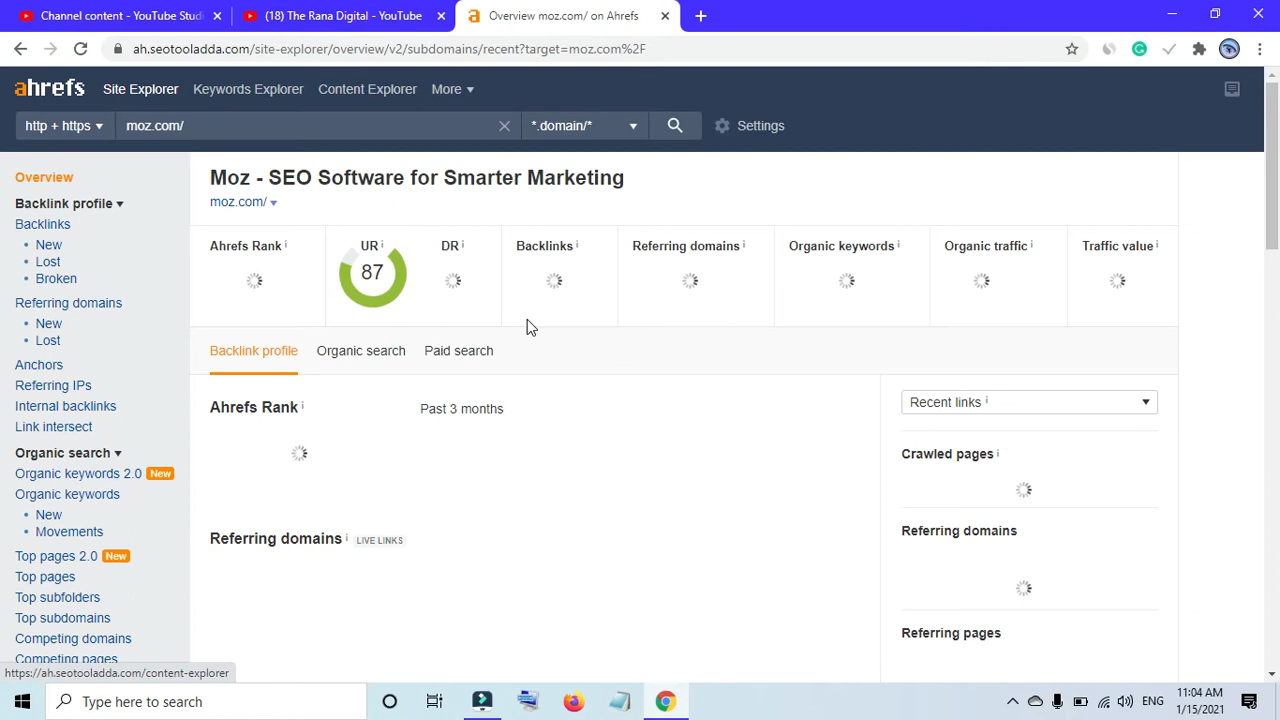 Channel content - YouTube Studi
(18) The Rana Digital - YouTube
Overview moz.com/ on Ahrefs
ah.seotooladda.com/site-explorer/overview/v2/subdomains/recent?target=moz.com%2F
ahrefs
Site Explorer
Keywords Explorer
Content Explorer
More
http + https
moz.com/
*.domain/*
Settings
Overview
Backlink profile
Backlinks
New
Lost
Broken
Referring domains
New
Lost
Anchors
Referring IPs
Internal backlinks
Link intersect
Organic search
Organic keywords 2.0 New
Organic keywords
New
Movements
Top pages 2.0 New
Top pages
Top subfolders
Top subdomains
Competing domains
Competing pages
https://ah.seotooladda.com/content-explorer
Moz - SEO Software for Smarter Marketing
moz.com/
Ahrefs Rank i
UR i
87
DR i
Backlinks i
Referring domains i
Organic keywords i
Organic traffic i
Traffic value i
Backlink profile
Organic search
Paid search
Ahrefs Rank i
Past 3 months
Referring domains i LIVE LINKS
Recent links i
Crawled pages i
Referring domains
Referring pages
Type here to search
ENG
11:04 AM
1/15/2021